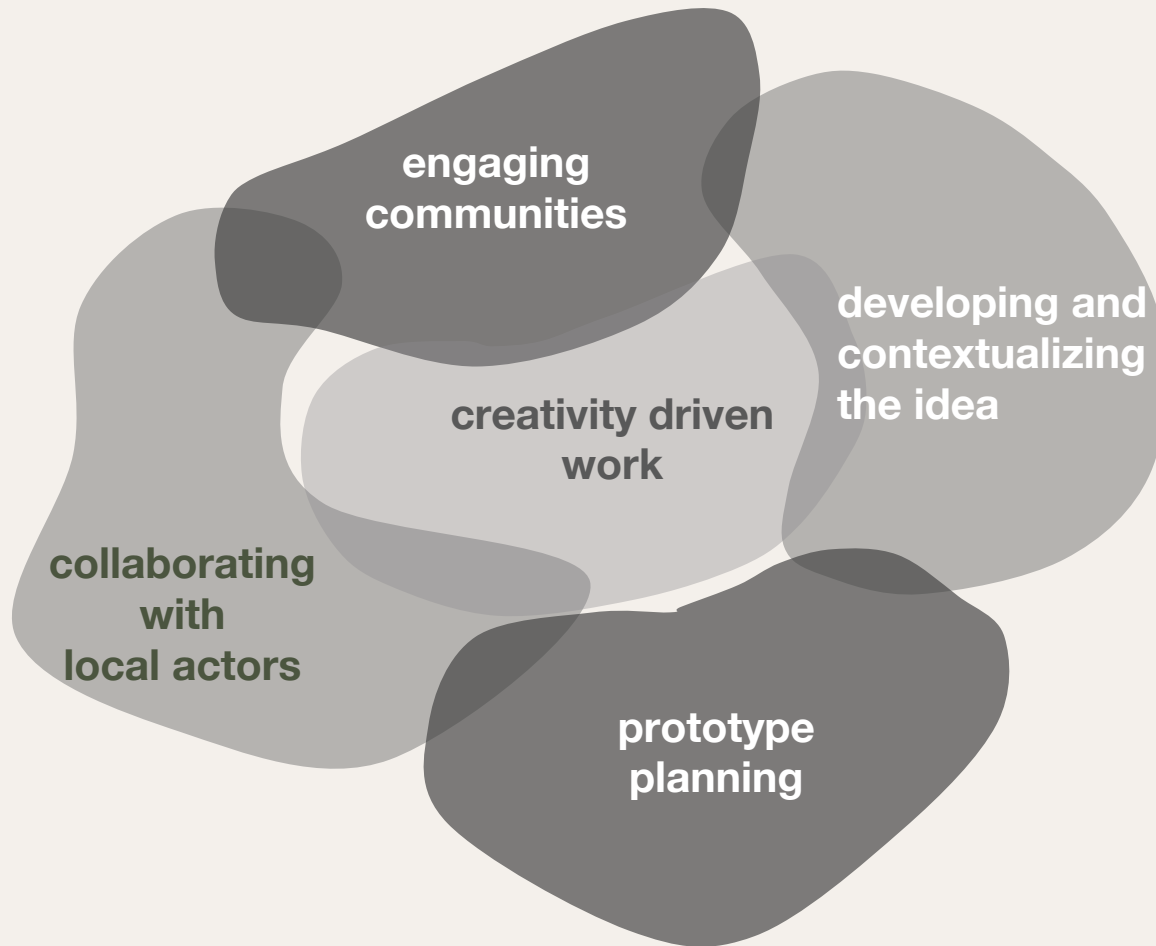 engaging
communities
developing and
contextualizing
the idea
creativity driven
work
collaborating
with
local actors
prototype
planning